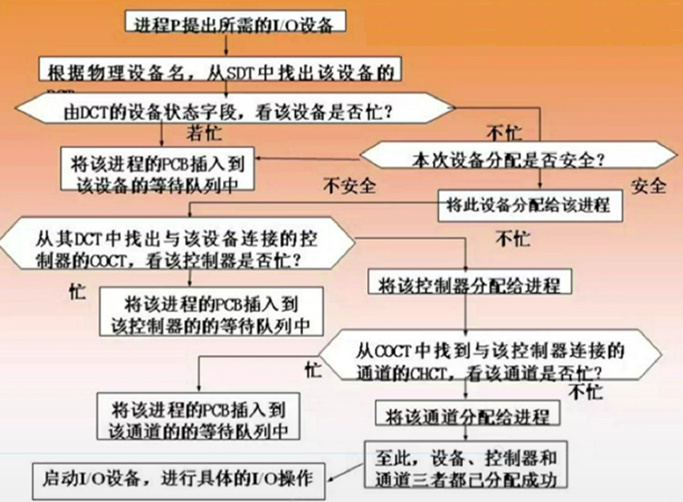 进程P提出所需的I/O设备
根据物理设备名，从SDT中找出该设备的
由DCT的设备状态字段，看该设备是否忙？
若忙
不忙
将该进程的PCB插入到
该设备的等待队列中
本次设备分配是否安全？
不安全
安全
将此设备分配给该进程
从其DCT中找出与该设备连接的控
制器的COCT，看该控制器是否忙？
不忙
忙
将该控制器分配给进程
将该进程的PCB插入到
该控制器的的等待队列中
从COCT中找到与该控制器连接的
通道的CHCT，看该通道是否忙？
忙
不忙
将该进程的PCB插入到
该通道的的等待队列中
将该通道分配给进程
至此，设备、控制器和
通道三者都已分配成功
启动I/O设备，进行具体的I/O操作